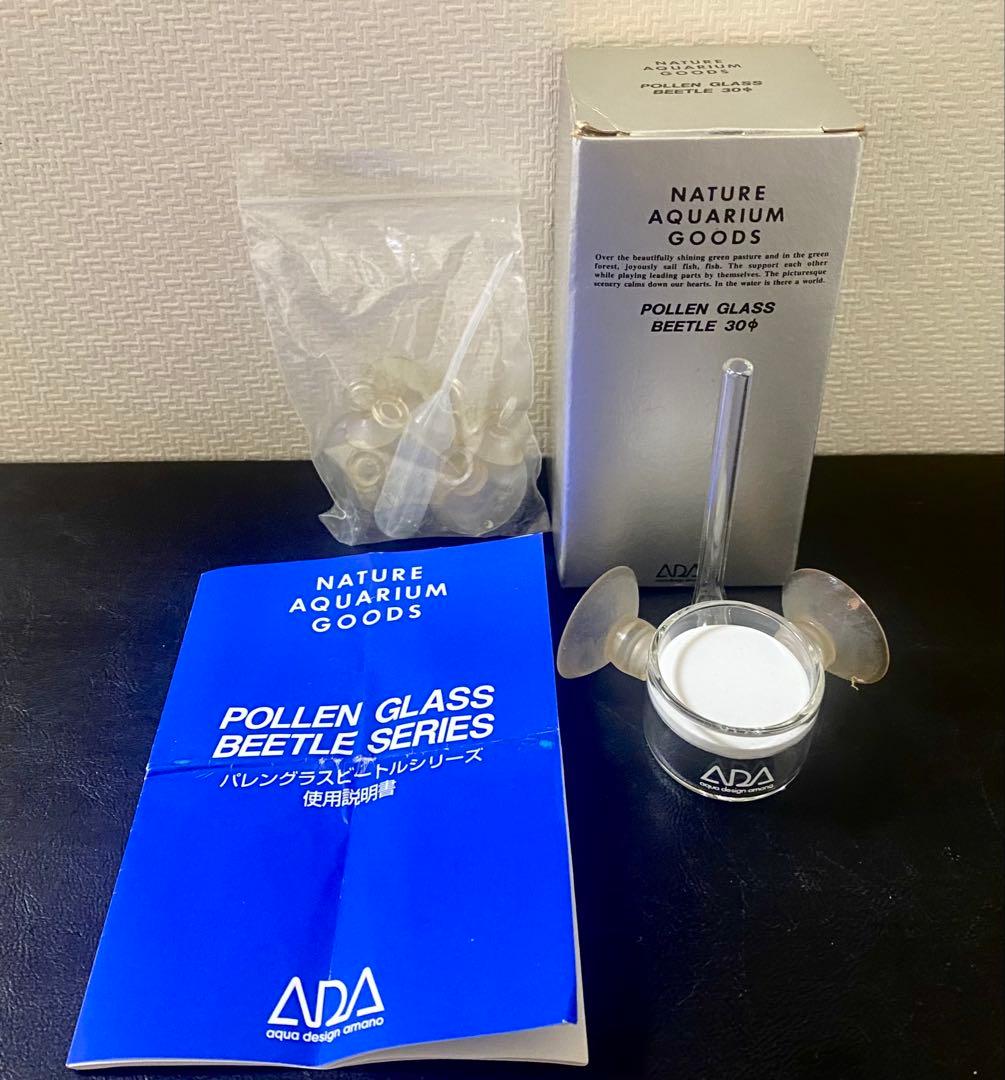 NATURE
AQUARIUM
GOODS
POLLEN GLASS
BEETLE 30φ
NATURE
AQUARIUM
GOODS
Over the beautifully shining green pasture and in the green
forest, joyously sail fish, fish. The support each other
while playing leading parts by themselves. The picturesque
scenery calms down our hearts. In the water is there a world.
POLLEN GLASS
BEETLE 30φ
ADA
aqua design amano
ADA
aqua design amano
NATURE
AQUARIUM
GOODS
POLLEN GLASS
BEETLE SERIES
パレングラスビートルシリーズ
使用説明書
ADA
aqua design amano